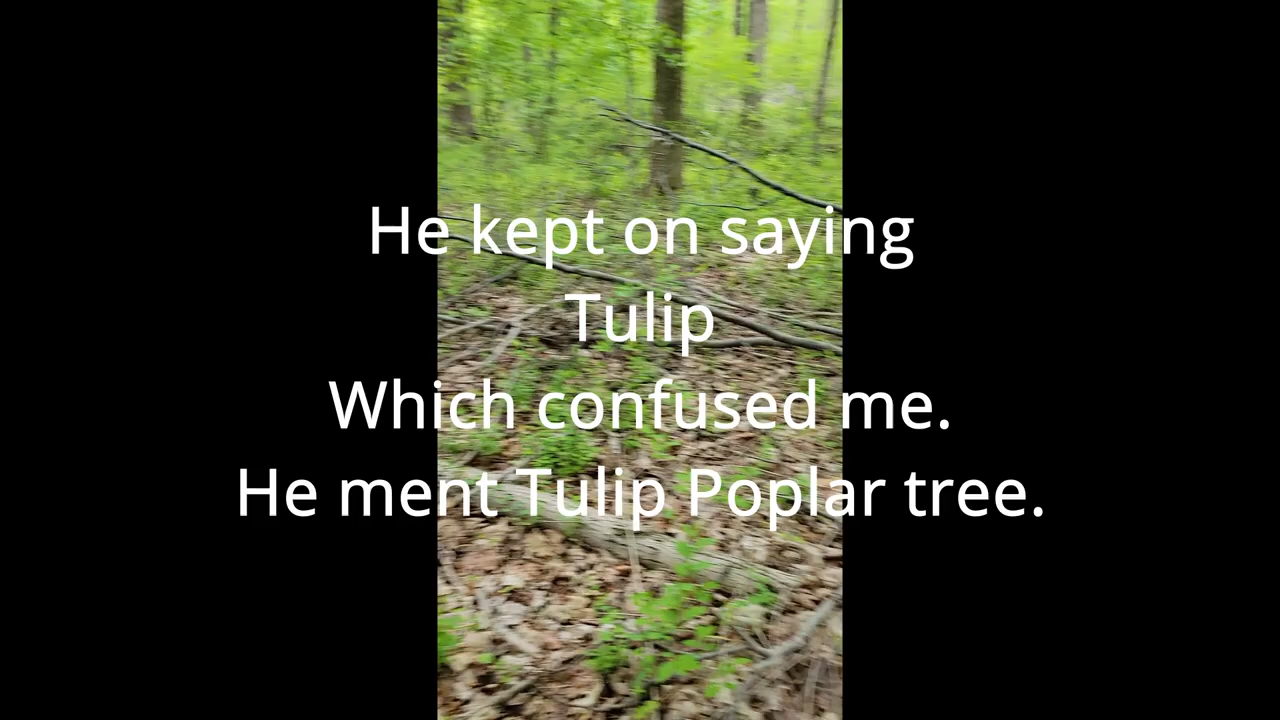 He kept on saying
Tulip
Which confused me.
He ment Tulip Poplar tree.